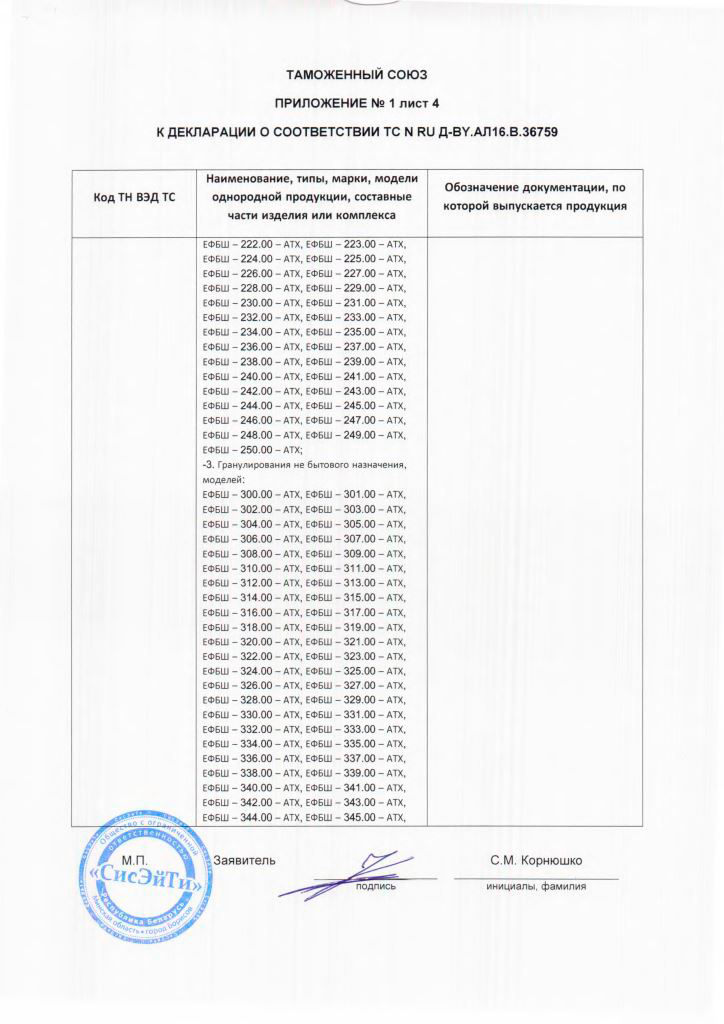 ТАМОЖЕННЫЙ СОЮЗ
ПРИЛОЖЕНИЕ № 1 лист 4
К ДЕКЛАРАЦИИ О СООТВЕТСТВИИ ТС N RU Д-BY.АЛ16.В.36759
Код ТН ВЭД ТС
Наименование, типы, марки, модели
однородной продукции, составные
части изделия или комплекса
Обозначение документации, по
которой выпускается продукция
ЕФБШ – 222.00 – АТХ, ЕФБШ – 223.00 – АТХ,
ЕФБШ – 224.00 – АТХ, ЕФБШ – 225.00 – АТХ,
ЕФБШ – 226.00 – АТХ, ЕФБШ – 227.00 – АТХ,
ЕФБШ – 228.00 – АТХ, ЕФБШ – 229.00 – АТХ,
ЕФБШ – 230.00 – АТХ, ЕФБШ – 231.00 – АТХ,
ЕФБШ – 232.00 – АТХ, ЕФБШ – 233.00 – АТХ,
ЕФБШ – 234.00 – АТХ, ЕФБШ – 235.00 – АТХ,
ЕФБШ – 236.00 – АТХ, ЕФБШ – 237.00 – АТХ,
ЕФБШ – 238.00 – АТХ, ЕФБШ – 239.00 – АТХ,
ЕФБШ – 240.00 – АТХ, ЕФБШ – 241.00 – АТХ,
ЕФБШ – 242.00 – АТХ, ЕФБШ – 243.00 – АТХ,
ЕФБШ – 244.00 – АТХ, ЕФБШ – 245.00 – АТХ,
ЕФБШ – 246.00 – АТХ, ЕФБШ – 247.00 – АТХ,
ЕФБШ – 248.00 – АТХ, ЕФБШ – 249.00 – АТХ,
ЕФБШ – 250.00 – АТХ;
-3. Гранулирования не бытового назначения,
моделей:
ЕФБШ – 300.00 – АТХ, ЕФБШ – 301.00 – АТХ,
ЕФБШ – 302.00 – АТХ, ЕФБШ – 303.00 – АТХ,
ЕФБШ – 304.00 – АТХ, ЕФБШ – 305.00 – АТХ,
ЕФБШ – 306.00 – АТХ, ЕФБШ – 307.00 – АТХ,
ЕФБШ – 308.00 – АТХ, ЕФБШ – 309.00 – АТХ,
ЕФБШ – 310.00 – АТХ, ЕФБШ – 311.00 – АТХ,
ЕФБШ – 312.00 – АТХ, ЕФБШ – 313.00 – АТХ,
ЕФБШ – 314.00 – АТХ, ЕФБШ – 315.00 – АТХ,
ЕФБШ – 316.00 – АТХ, ЕФБШ – 317.00 – АТХ,
ЕФБШ – 318.00 – АТХ, ЕФБШ – 319.00 – АТХ,
ЕФБШ – 320.00 – АТХ, ЕФБШ – 321.00 – АТХ,
ЕФБШ – 322.00 – АТХ, ЕФБШ – 323.00 – АТХ,
ЕФБШ – 324.00 – АТХ, ЕФБШ – 325.00 – АТХ,
ЕФБШ – 326.00 – АТХ, ЕФБШ – 327.00 – АТХ,
ЕФБШ – 328.00 – АТХ, ЕФБШ – 329.00 – АТХ,
ЕФБШ – 330.00 – АТХ, ЕФБШ – 331.00 – АТХ,
ЕФБШ – 332.00 – АТХ, ЕФБШ – 333.00 – АТХ,
ЕФБШ – 334.00 – АТХ, ЕФБШ – 335.00 – АТХ,
ЕФБШ – 336.00 – АТХ, ЕФБШ – 337.00 – АТХ,
ЕФБШ – 338.00 – АТХ, ЕФБШ – 339.00 – АТХ,
ЕФБШ – 340.00 – АТХ, ЕФБШ – 341.00 – АТХ,
ЕФБШ – 342.00 – АТХ, ЕФБШ – 343.00 – АТХ,
ЕФБШ – 344.00 – АТХ, ЕФБШ – 345.00 – АТХ,
М.П.
Заявитель
С.М. Корнюшко
подпись
инициалы, фамилия
Общество с ограниченной
ответственностью
«СисЭйТи»
Республика Беларусь
Минская область • город Борисов